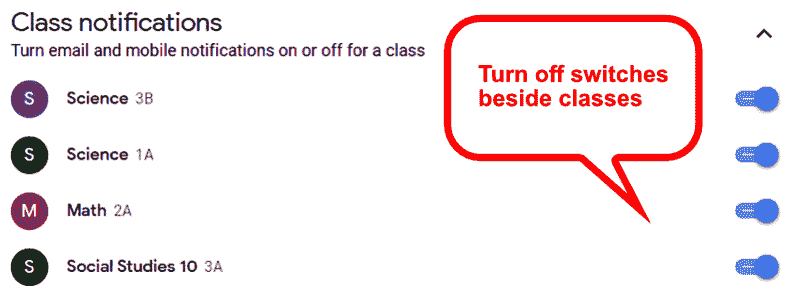 Class notifications
Turn email and mobile notifications on or off for a class
Turn off switches
beside classes
S Science 3B
S Science 1A
M Math 2A
S Social Studies 10 3A